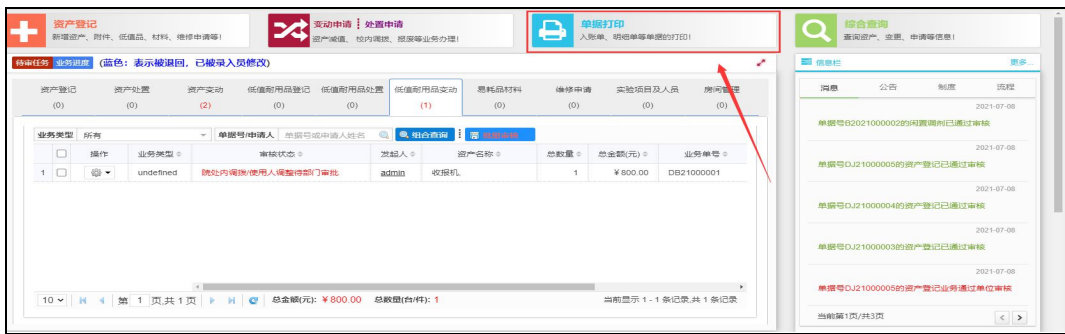 资产登记
新增资产、附件、低值品、材料、维修申请等!
变动申请 处置申请
资产减值、校内调拨、报废等业务办理!
单据打印
入账单、明细单等单据的打印!
综合查询
查询资产、变更、申请等信息!
待审任务 业务进度 (蓝色：表示被退回，已被录入员修改)
资产登记 资产处置 资产变动 低值耐用品登记 低值耐用品处置 低值耐用品变动 易耗品材料 维修申请 实验项目及人员 房间管理
(0) (0) (2) (0) (0) (1) (0) (0) (0) (0)
业务类型 所有 单据号/申请人 单据号或申请人姓名 组合查询
操作 业务类型 审核状态 发起人 资产名称 总数量 总金额(元) 业务单号
1 undefined 院处内调拨/使用人调整待部门审批 admin 收报机 1 ￥800.00 DB21000001
10 第 1 页,共 1 页 总金额(元): ￥800.00 总数量(台/件): 1 当前显示 1 - 1 条记录,共 1 条记录
信息栏 更多...
消息 公告 制度 流程
2021-07-08
单据号B2021000002的闲置调剂已通过审核
2021-07-08
单据号DJ21000005的资产登记已通过审核
2021-07-08
单据号DJ21000004的资产登记已通过审核
2021-07-08
单据号DJ21000003的资产登记已通过审核
2021-07-08
单据号DJ21000005的资产登记业务通过单位审核
当前第1页/共3页